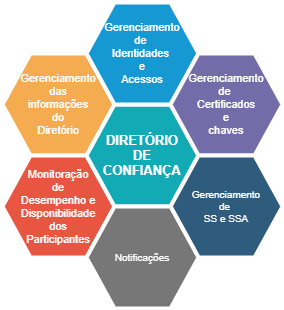 Gerenciamento
de
Identidades
e
Acessos
Gerenciamento
das
informações
do
Diretório
Gerenciamento
de
Certificados
e
chaves
DIRETÓRIO
DE
CONFIANÇA
Monitoração
de
Desempenho e
Disponibilidade
dos
Participantes
Gerenciamento
de
SS e SSA
Notificações